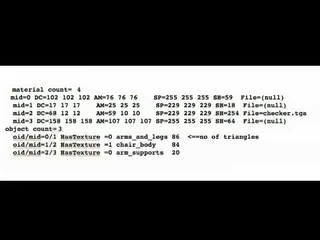 material count= 4
mid=0 DC=102 102 102 AM=76 76 76 SP=255 255 255 SH=59 File=(null)
mid=1 DC=17 17 17 AM=25 25 25 SP=229 229 229 SH=18 File=(null)
mid=2 DC=68 12 12 AM=59 10 10 SP=229 229 229 SH=254 File=checker.tga
mid=3 DC=158 158 158 AM=107 107 107 SP=255 255 255 SH=64 File=(null)
object count=3
oid/mid=0/1 HasTexture =0 arms_and_legs 86 <==no of triangles
oid/mid=1/2 HasTexture =1 chair_body 84
oid/mid=2/3 HasTexture =0 arm_supports 20